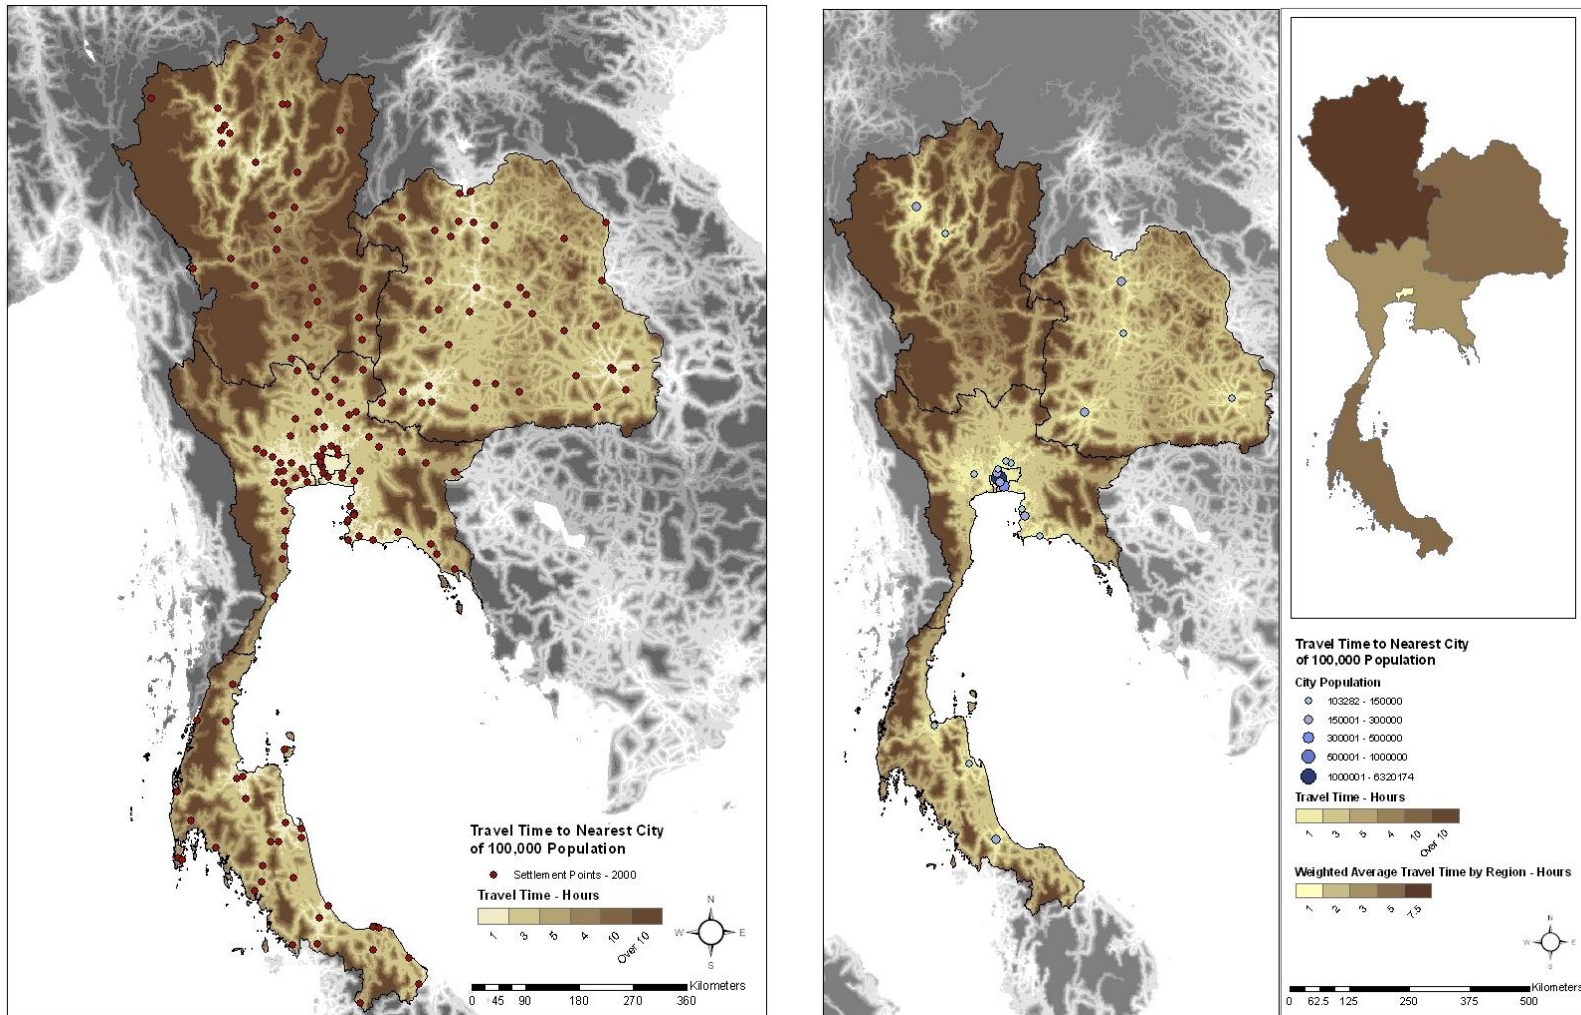 Travel Time to Nearest City
of 100,000 Population
Settlement Points - 2000
Travel Time - Hours
1 3 5 4 10 Over 10
N
W E
S
Kilometers
0 45 90 180 270 360
Travel Time to Nearest City
of 100,000 Population
City Population
103282 - 150000
150001 - 300000
300001 - 500000
500001 - 1000000
1000001 - 6320174
Travel Time - Hours
1 3 5 4 10 Over 10
Weighted Average Travel Time by Region - Hours
1 2 3 5 7.5
N
W E
S
Kilometers
0 62.5 125 250 375 500